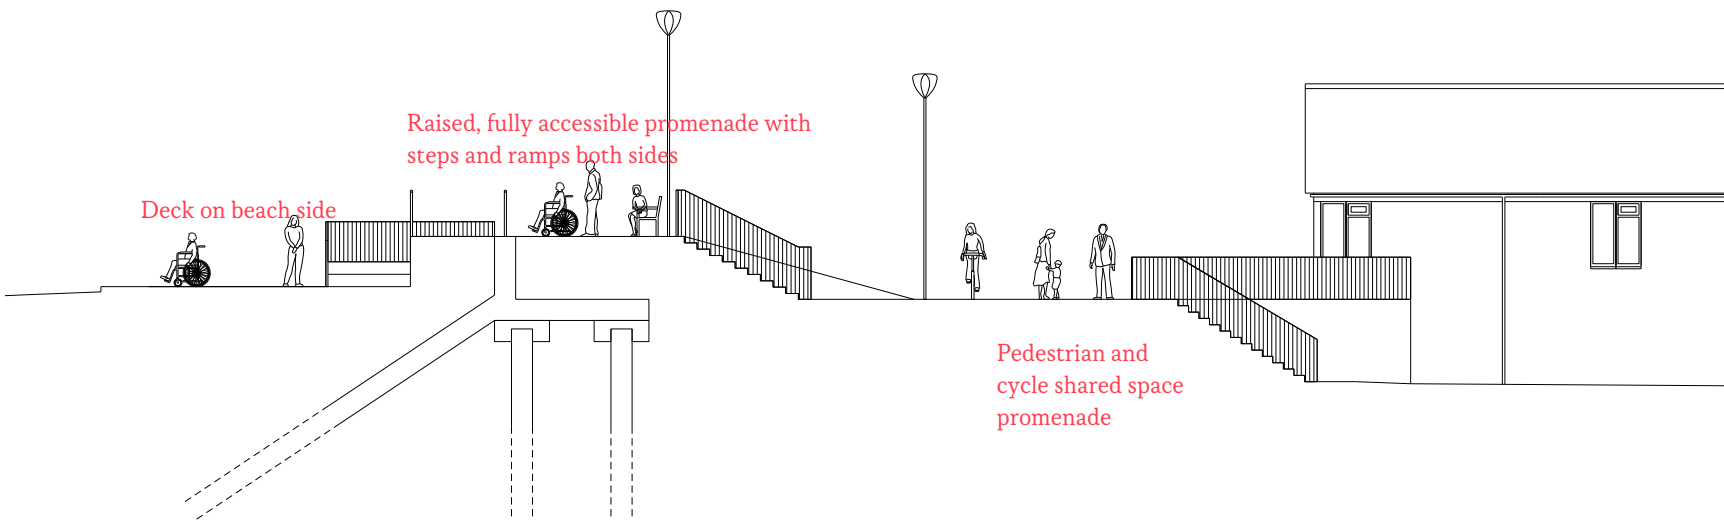 Raised, fully accessible promenade with
steps and ramps both sides
Deck on beach side
Pedestrian and
cycle shared space
promenade